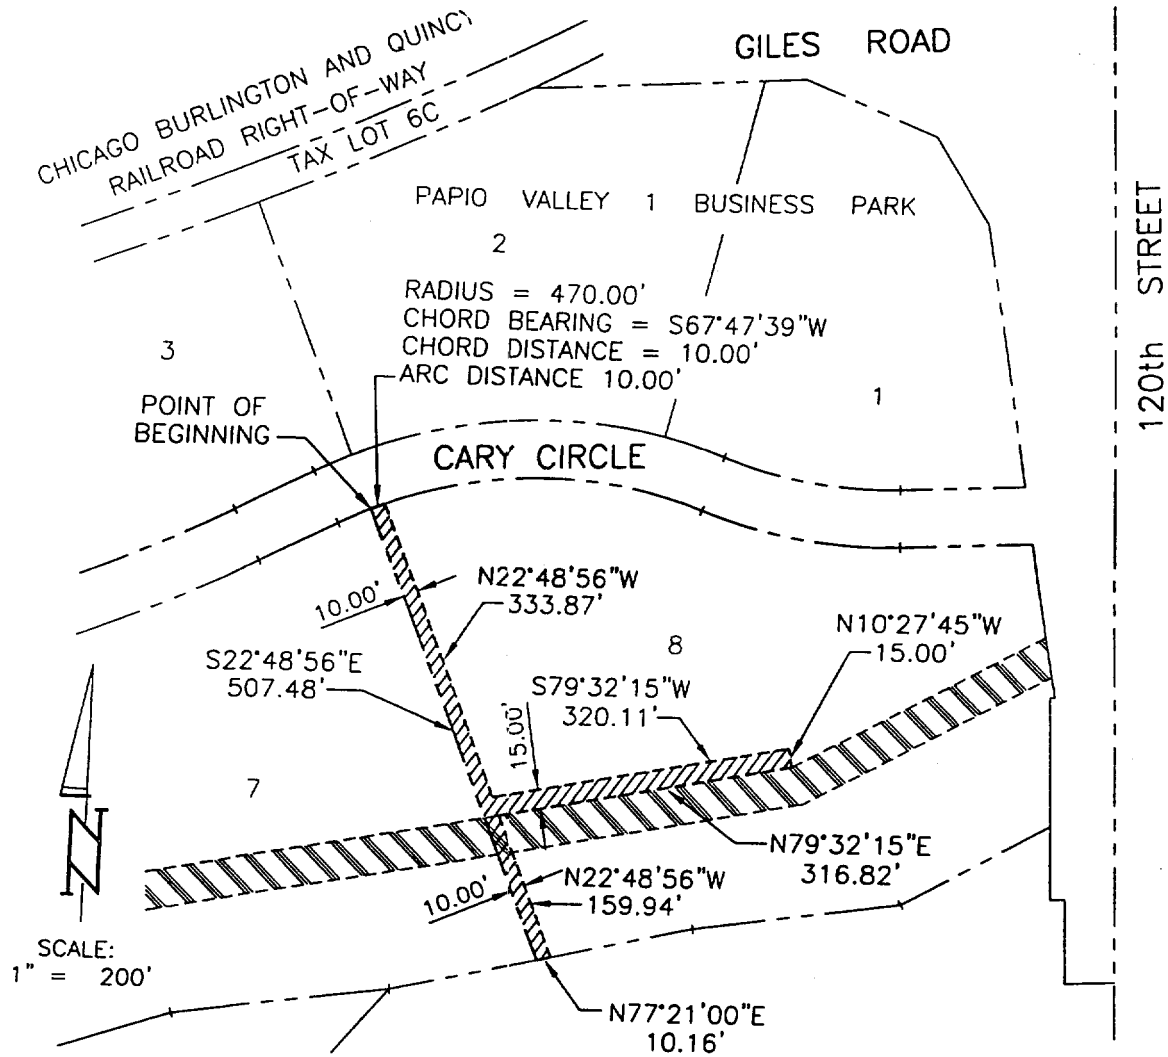 GILES ROAD
CHICAGO BURLINGTON AND QUINCY
RAILROAD RIGHT-OF-WAY
TAX LOT 6C
120th STREET
PAPIO VALLEY 1 BUSINESS PARK
2
RADIUS = 470.00'
CHORD BEARING = S67°47'39"W
CHORD DISTANCE = 10.00'
ARC DISTANCE 10.00'
3
1
POINT OF
BEGINNING
CARY CIRCLE
N22°48'56"W
333.87'
10.00'
N10°27'45"W
15.00'
8
S22°48'56"E
507.48'
S79°32'15"W
320.11'
15.00'
7
N79°32'15"E
316.82'
N22°48'56"W
159.94'
10.00'
N
SCALE:
1" = 200'
N77°21'00"E
10.16'